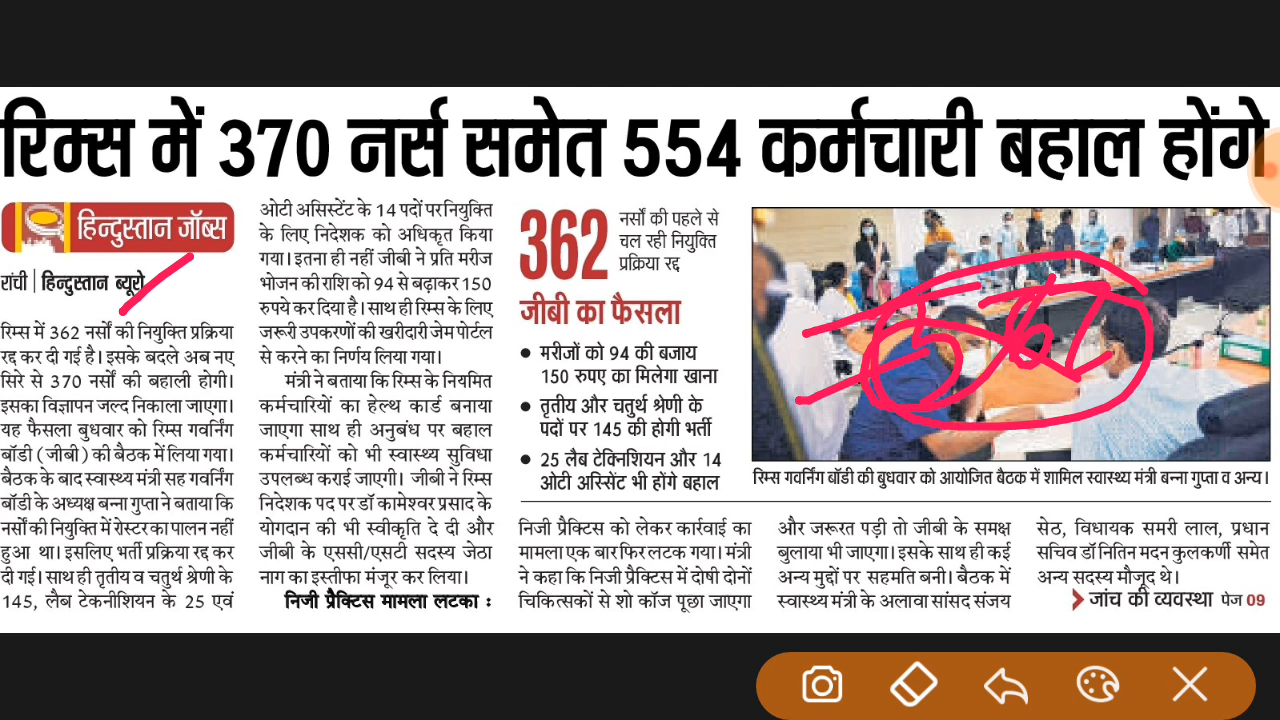 रिम्स में 370 नर्स समेत 554 कर्मचारी बहाल होंगे
हिन्दुस्तान जॉब्स
रांची | हिन्दुस्तान ब्यूरो
रिम्स में 362 नर्सों की नियुक्ति प्रक्रिया
रद्द कर दी गई है। इसके बदले अब नए
सिरे से 370 नर्सों की बहाली होगी।
इसका विज्ञापन जल्द निकाला जाएगा।
यह फैसला बुधवार को रिम्स गवर्निंग
बॉडी (जीबी) की बैठक में लिया गया।
बैठक के बाद स्वास्थ्य मंत्री सह गवर्निंग
बॉडी के अध्यक्ष बन्ना गुप्ता ने बताया कि
नर्सों की नियुक्ति में रोस्टर का पालन नहीं
हुआ था। इसलिए भर्ती प्रक्रिया रद्द कर
दी गई। साथ ही तृतीय व चतुर्थ श्रेणी के
145, लैब टेकनीशियन के 25 एवं
ओटी असिस्टेंट के 14 पदों पर नियुक्ति
के लिए निदेशक को अधिकृत किया
गया। इतना ही नहीं जीबी ने प्रति मरीज
भोजन की राशि को 94 से बढ़ाकर 150
रुपये कर दिया है। साथ ही रिम्स के लिए
जरूरी उपकरणों की खरीदारी जेम पोर्टल
से करने का निर्णय लिया गया।
मंत्री ने बताया कि रिम्स के नियमित
कर्मचारियों का हेल्थ कार्ड बनाया
जाएगा साथ ही अनुबंध पर बहाल
कर्मचारियों को भी स्वास्थ्य सुविधा
उपलब्ध कराई जाएगी। जीबी ने रिम्स
निदेशक पद पर डॉ कामेश्वर प्रसाद के
योगदान की भी स्वीकृति दे दी और
जीबी के एससी/एसटी सदस्य जेठा
नाग का इस्तीफा मंजूर कर लिया।
निजी प्रैक्टिस मामला लटका :
362
नर्सों की पहले से
चल रही नियुक्ति
प्रक्रिया रद्द
जीबी का फैसला
● मरीजों को 94 की बजाय
150 रुपए का मिलेगा खाना
● तृतीय और चतुर्थ श्रेणी के
पदों पर 145 की होगी भर्ती
● 25 लैब टेक्निशियन और 14
ओटी अस्सिेंट भी होंगे बहाल
रिम्स गवर्निंग बॉडी की बुधवार को आयोजित बैठक में शामिल स्वास्थ्य मंत्री बन्ना गुप्ता व अन्य।
निजी प्रैक्टिस को लेकर कार्रवाई का
मामला एक बार फिर लटक गया। मंत्री
ने कहा कि निजी प्रैक्टिस में दोषी दोनों
चिकित्सकों से शो कॉज पूछा जाएगा
और जरूरत पड़ी तो जीबी के समक्ष
बुलाया भी जाएगा। इसके साथ ही कई
अन्य मुद्दों पर सहमति बनी। बैठक में
स्वास्थ्य मंत्री के अलावा सांसद संजय
सेठ, विधायक समरी लाल, प्रधान
सचिव डॉ नितिन मदन कुलकर्णी समेत
अन्य सदस्य मौजूद थे।
जांच की व्यवस्था पेज 09